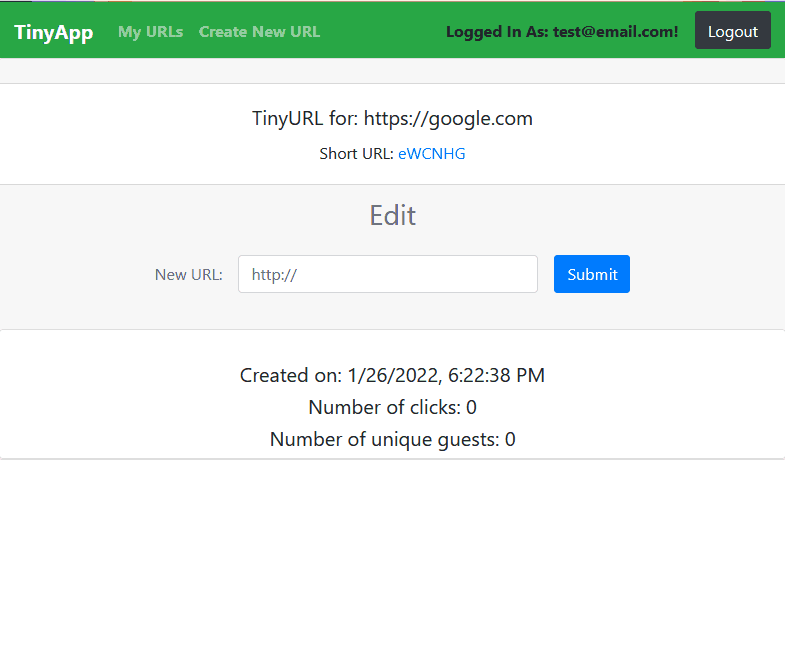 TinyApp My URLs Create New URL Logged In As: test@email.com! Logout
TinyURL for: https://google.com
Short URL: eWCNHG
Edit
New URL: http:// Submit
Created on: 1/26/2022, 6:22:38 PM
Number of clicks: 0
Number of unique guests: 0